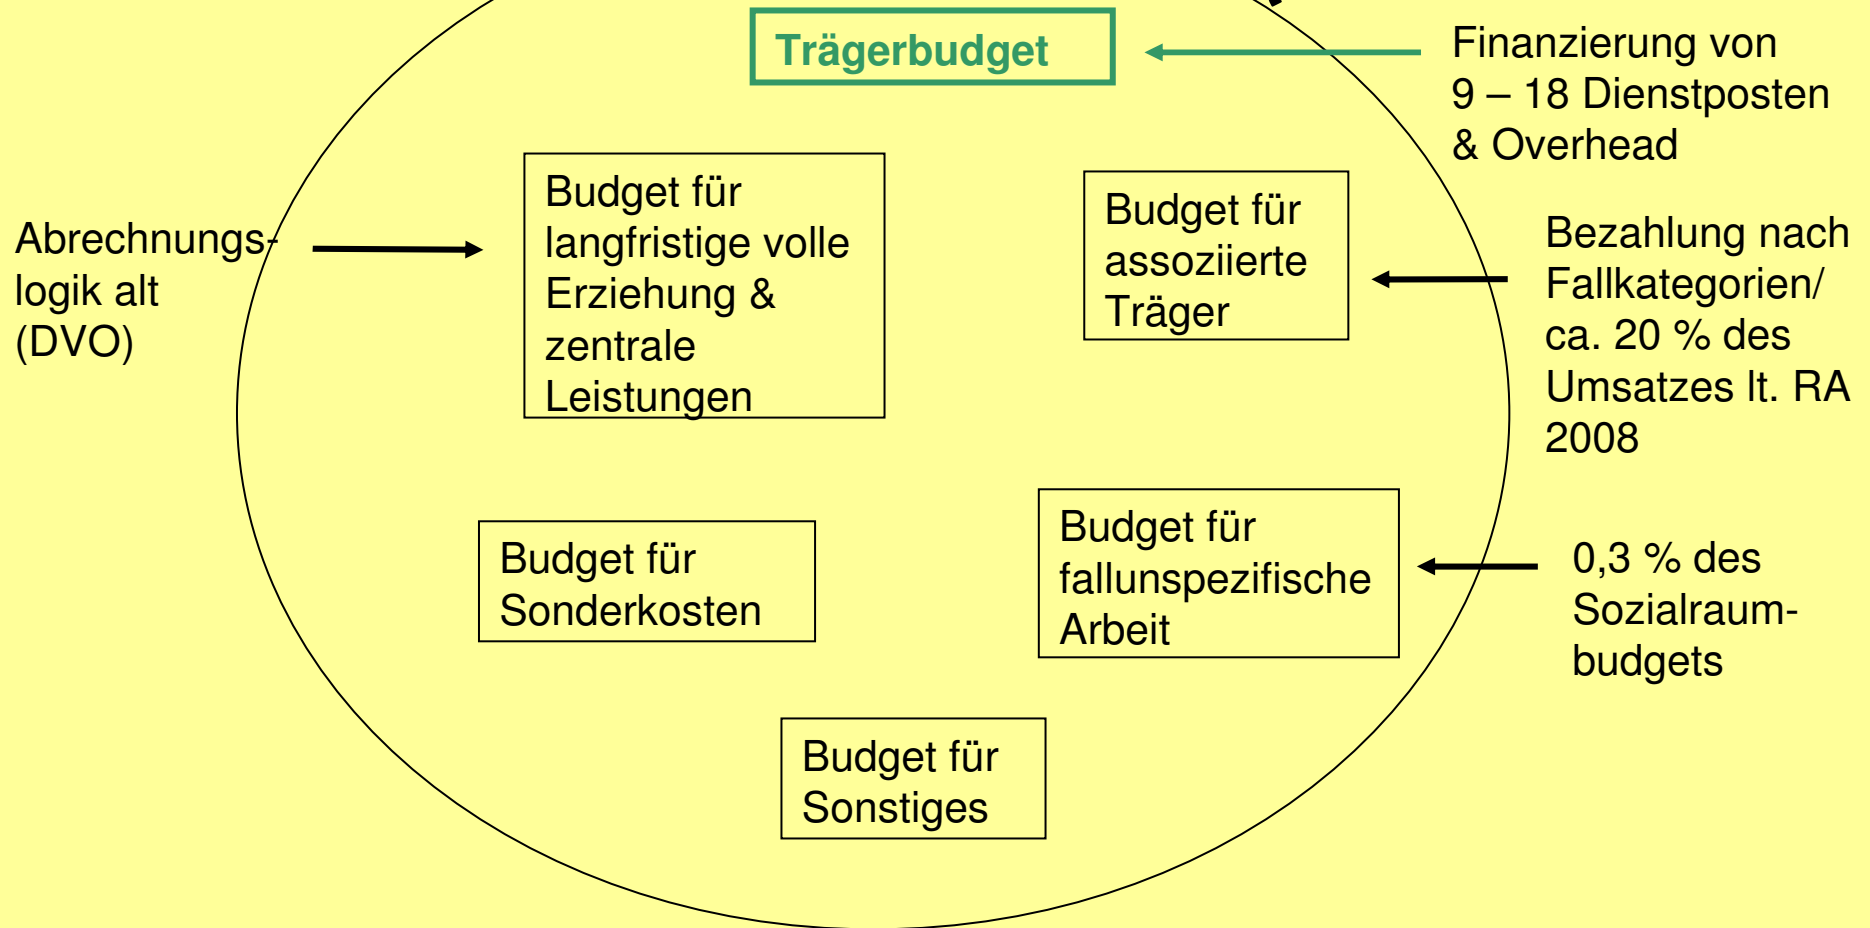 Trägerbudget
Finanzierung von
9 – 18 Dienstposten
& Overhead
Abrechnungs-
logik alt
(DVO)
Budget für
langfristige volle
Erziehung &
zentrale
Leistungen
Budget für
assoziierte
Träger
Bezahlung nach
Fallkategorien/
ca. 20 % des
Umsatzes lt. RA
2008
Budget für
Sonderkosten
Budget für
fallunspezifische
Arbeit
0,3 % des
Sozialraum-
budgets
Budget für
Sonstiges